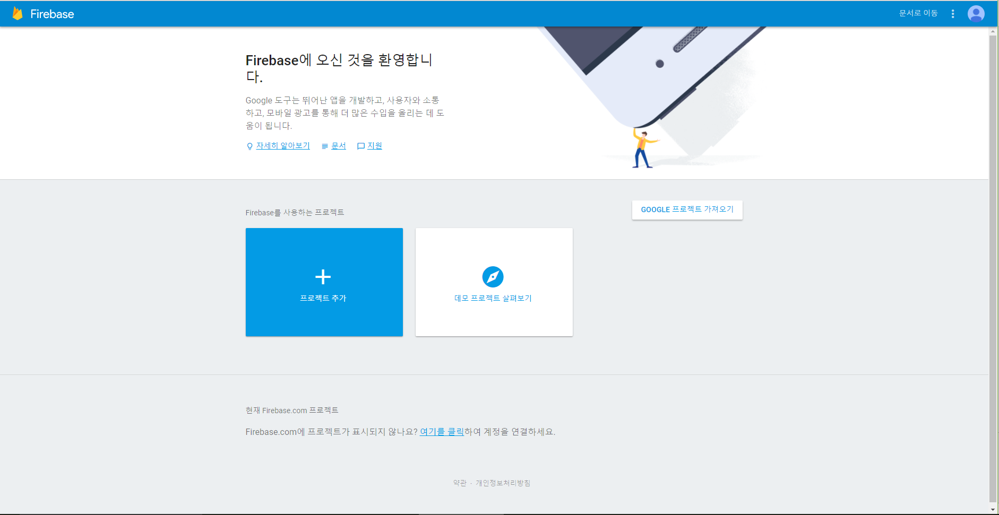 Firebase
문서로 이동
Firebase에 오신 것을 환영합니
다.
Google 도구는 뛰어난 앱을 개발하고, 사용자와 소통
하고, 모바일 광고를 통해 더 많은 수입을 올리는 데 도
움이 됩니다.
자세히 알아보기 문서 지원
Firebase를 사용하는 프로젝트
GOOGLE 프로젝트 가져오기
프로젝트 추가
데모 프로젝트 살펴보기
현재 Firebase.com 프로젝트
Firebase.com에 프로젝트가 표시되지 않나요? 여기를 클릭하여 계정을 연결하세요.
약관 · 개인정보처리방침